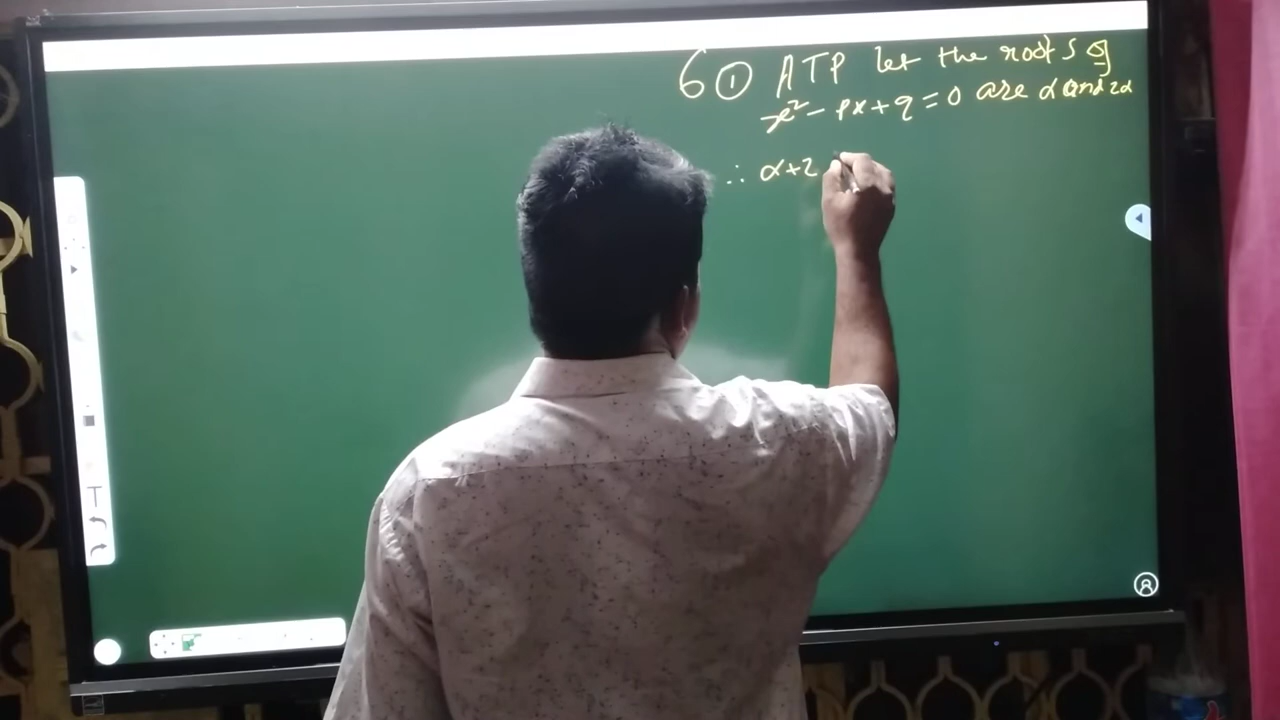 6 ① ATP let the roots of
x² - px + q = 0 are α and 2α
∴ α+2
T